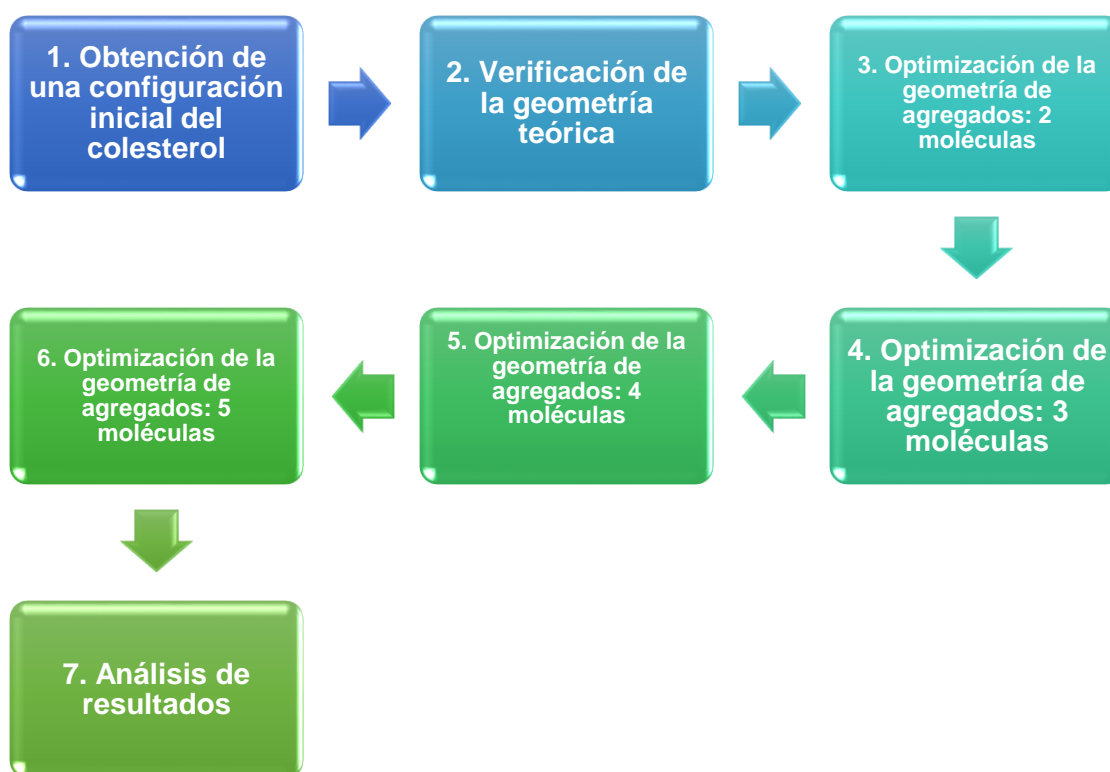 1. Obtención de
una configuración
inicial del
colesterol
2. Verificación de
la geometría
teórica
3. Optimización de la
geometría de
agregados: 2
moléculas
4. Optimización de
la geometría de
agregados: 3
moléculas
5. Optimización de la
geometría de
agregados: 4
moléculas
6. Optimización de la
geometría de
agregados: 5
moléculas
7. Análisis de
resultados